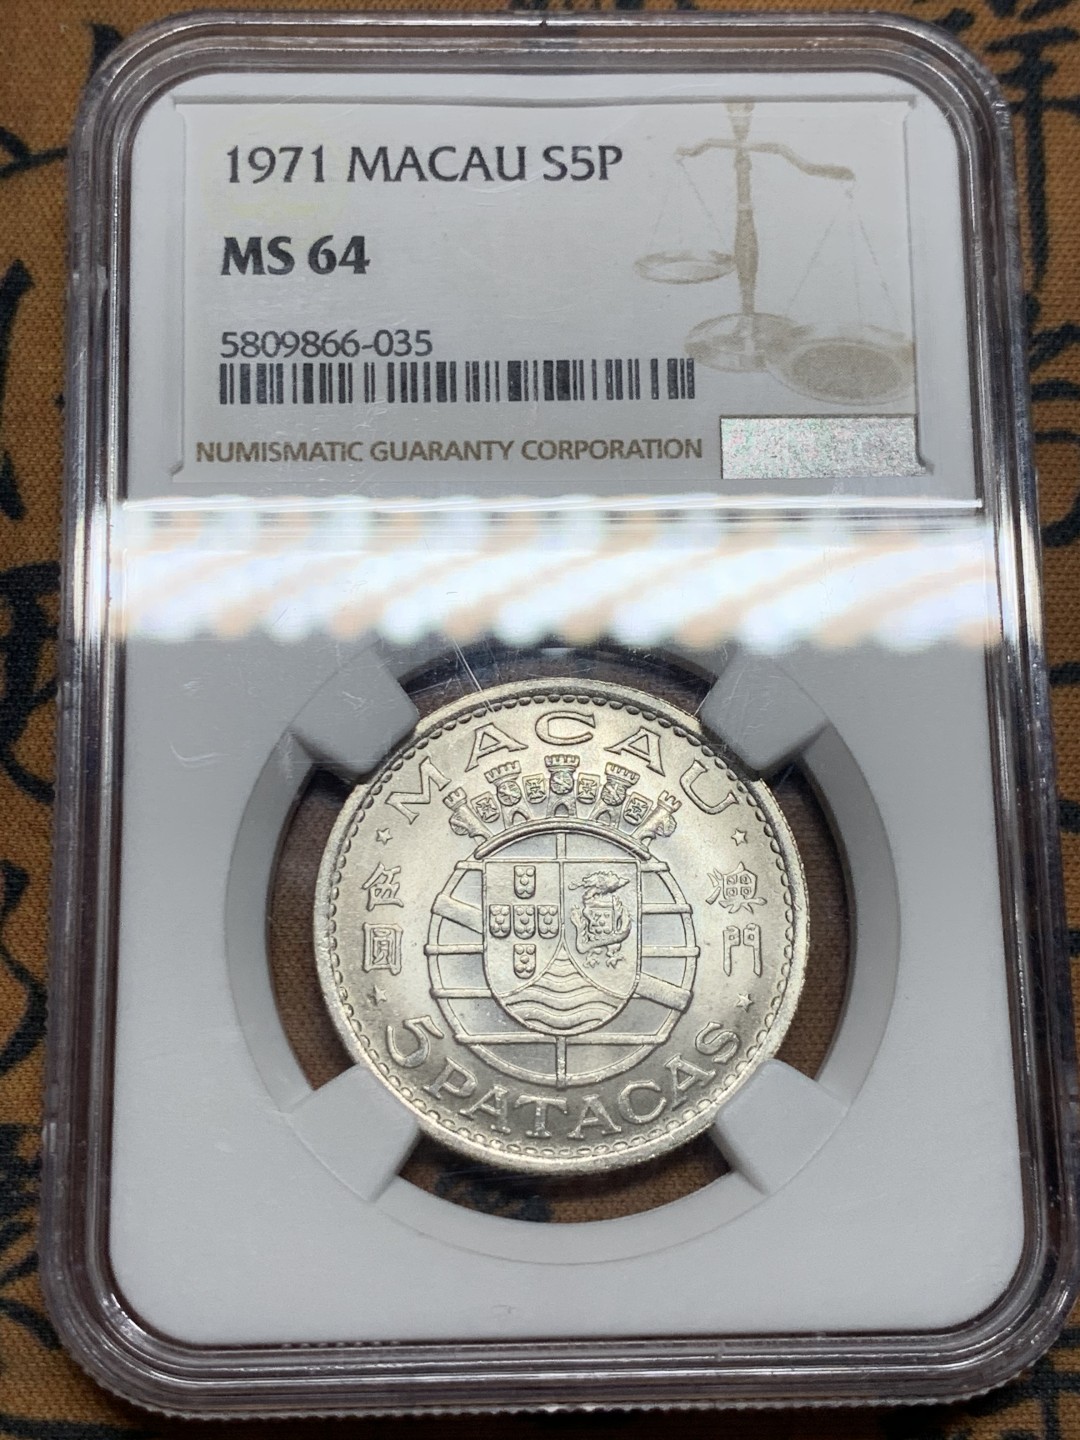 1971 MACAU S5P
MS 64
5809866-035
NUMISMATIC GUARANTY CORPORATION
MACAU
伍圓
澳門
5 PATACAS